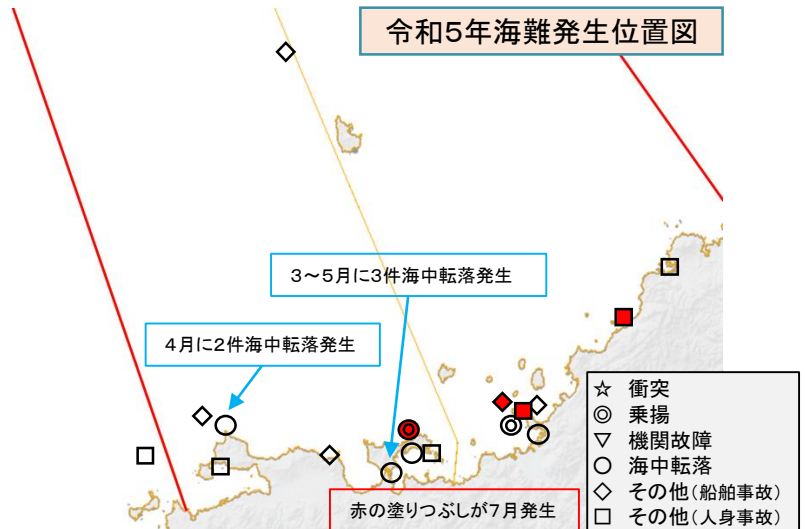 令和5年海難発生位置図
3～5月に3件海中転落発生
4月に2件海中転落発生
☆ 衝突
◎ 乗揚
▽ 機関故障
○ 海中転落
◇ その他(船舶事故)
□ その他(人身事故)
赤の塗りつぶしが7月発生